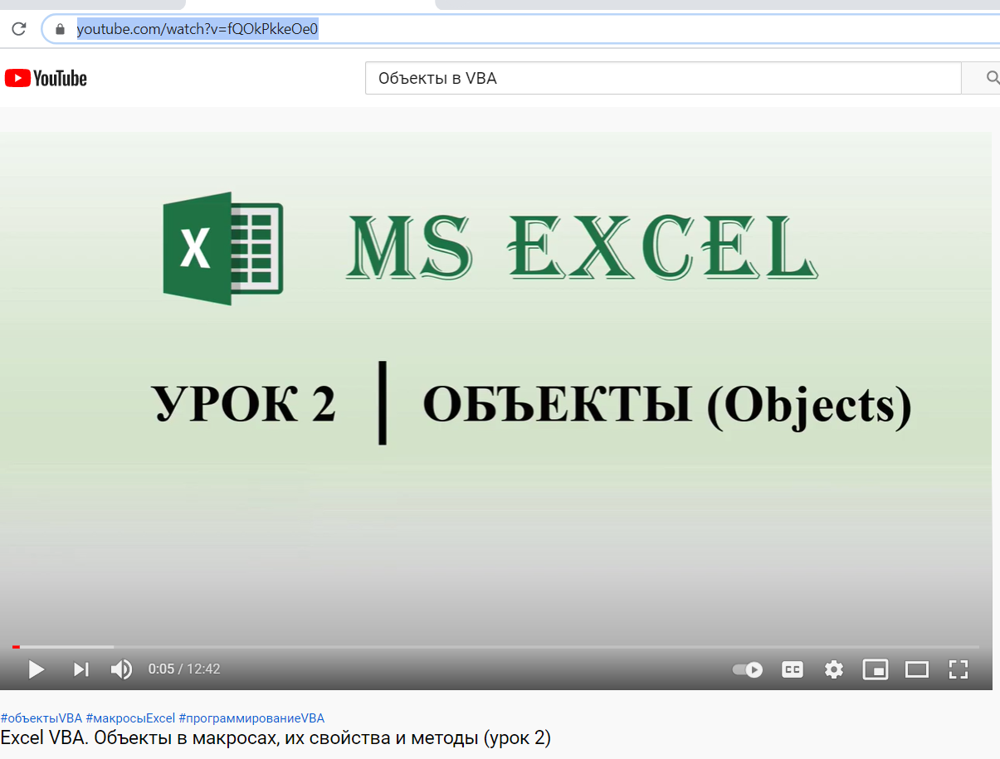 youtube.com/watch?v=fQOkPkkeOe0
YouTube
Объекты в VBA
X MS EXCEL
УРОК 2 | ОБЪЕКТЫ (Objects)
0:05 / 12:42 CC
#объектыVBA #макросыExcel #программированиеVBA
Excel VBA. Объекты в макросах, их свойства и методы (урок 2)